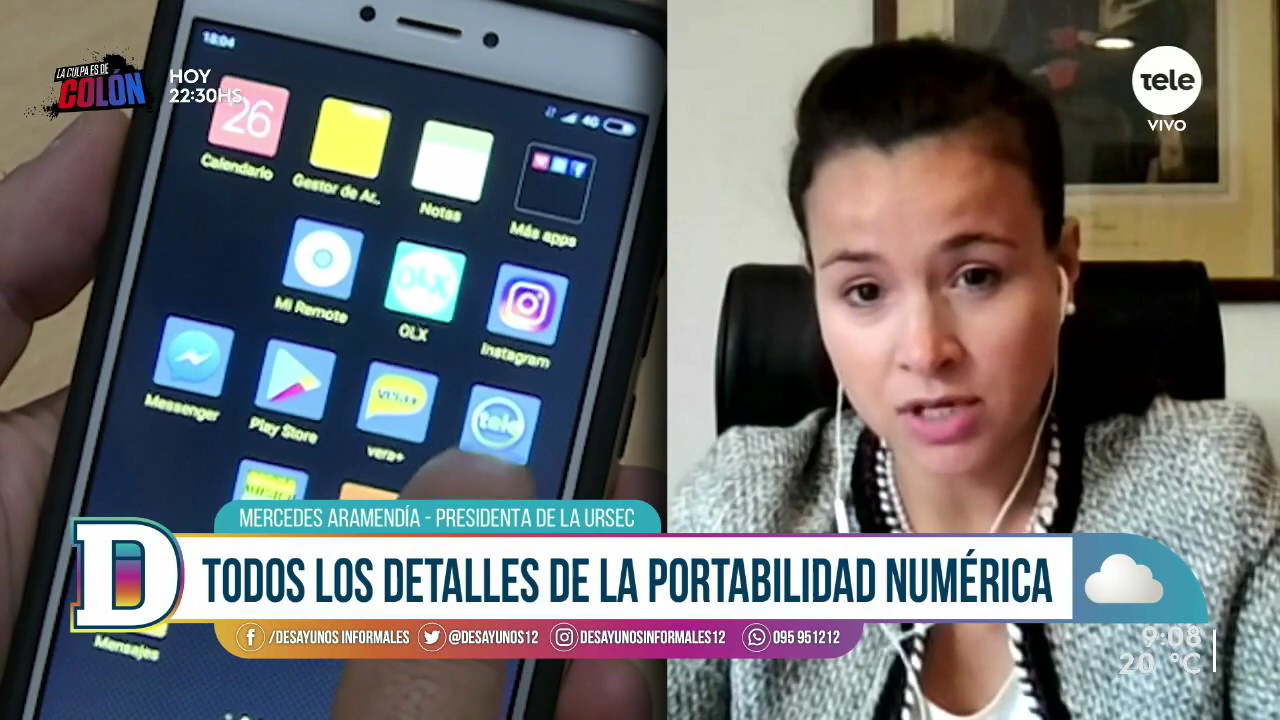 LA CULPA ES DE
COLÓN
HOY
22:30HS
tele
VIVO
18:04
4G
26
Calendario
Gestor de Ar..
Notas
Más apps
OLX
Mi Remote
OLX
Instagram
vera+
tele
Messenger
Play Store
vera+
Mensajes
MERCEDES ARAMENDÍA - PRESIDENTA DE LA URSEC
D
TODOS LOS DETALLES DE LA PORTABILIDAD NUMÉRICA
/DESAYUNOS INFORMALES
@DESAYUNOS12
DESAYUNOSINFORMALES12
095 951212
9:08
20 °C